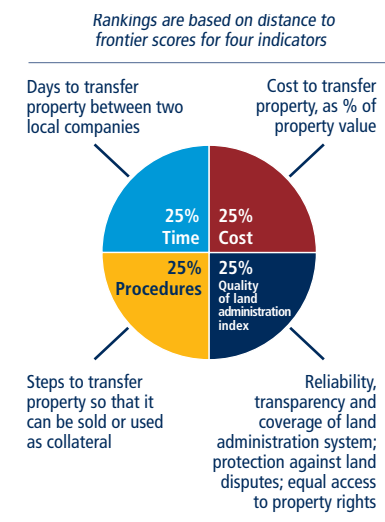 Rankings are based on distance to
frontier scores for four indicators
Days to transfer
property between two
local companies
Cost to transfer
property, as % of
property value
25%
Time
25%
Cost
25%
Procedures
25%
Quality
of land
administration
index
Steps to transfer
property so that it
can be sold or used
as collateral
Reliability,
transparency and
coverage of land
administration system;
protection against land
disputes; equal access
to property rights